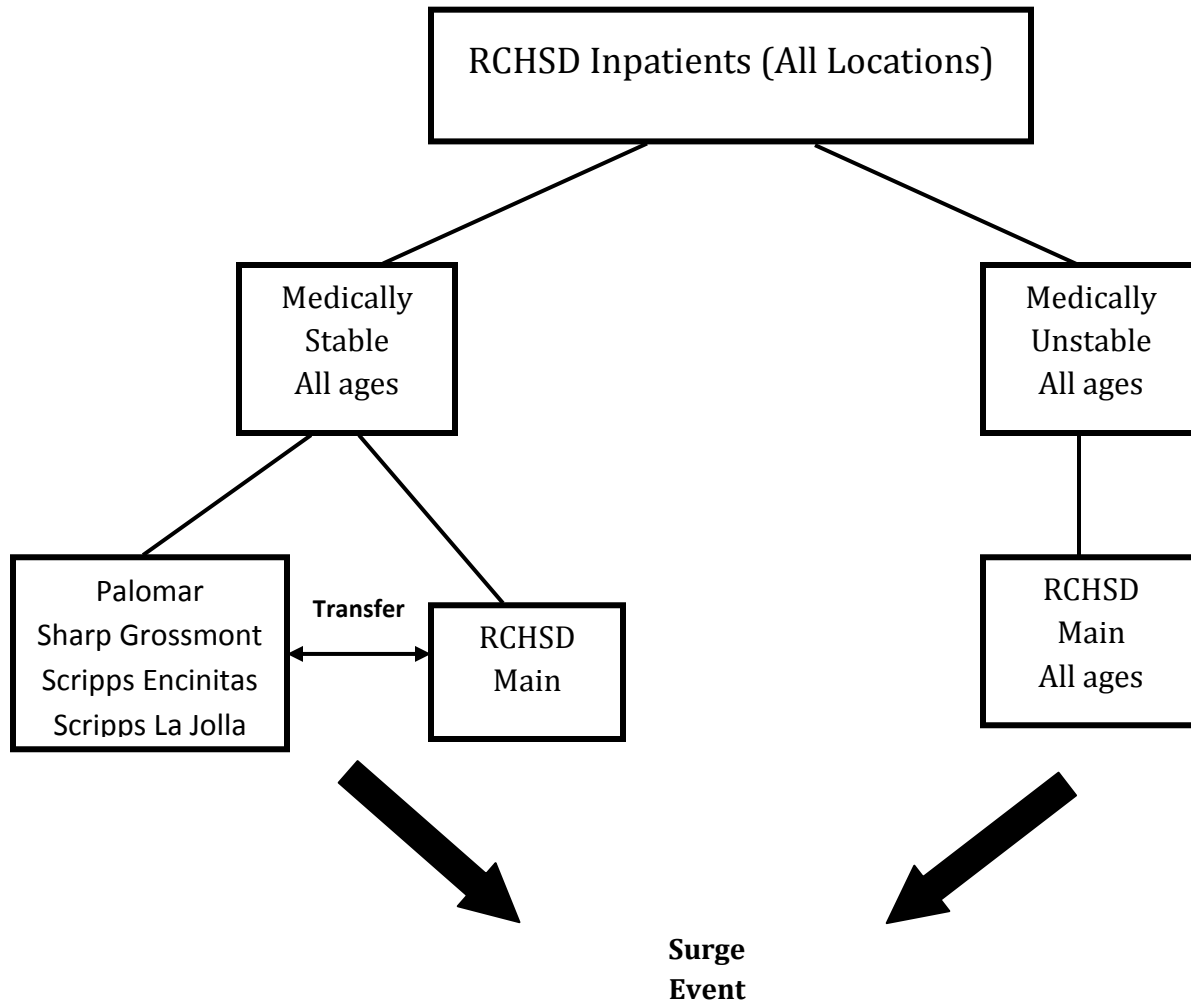 RCHSD Inpatients (All Locations)
Medically
Stable
All ages
Medically
Unstable
All ages
Palomar
Sharp Grossmont
Scripps Encinitas
Scripps La Jolla
Transfer
RCHSD
Main
RCHSD
Main
All ages
Surge
Event